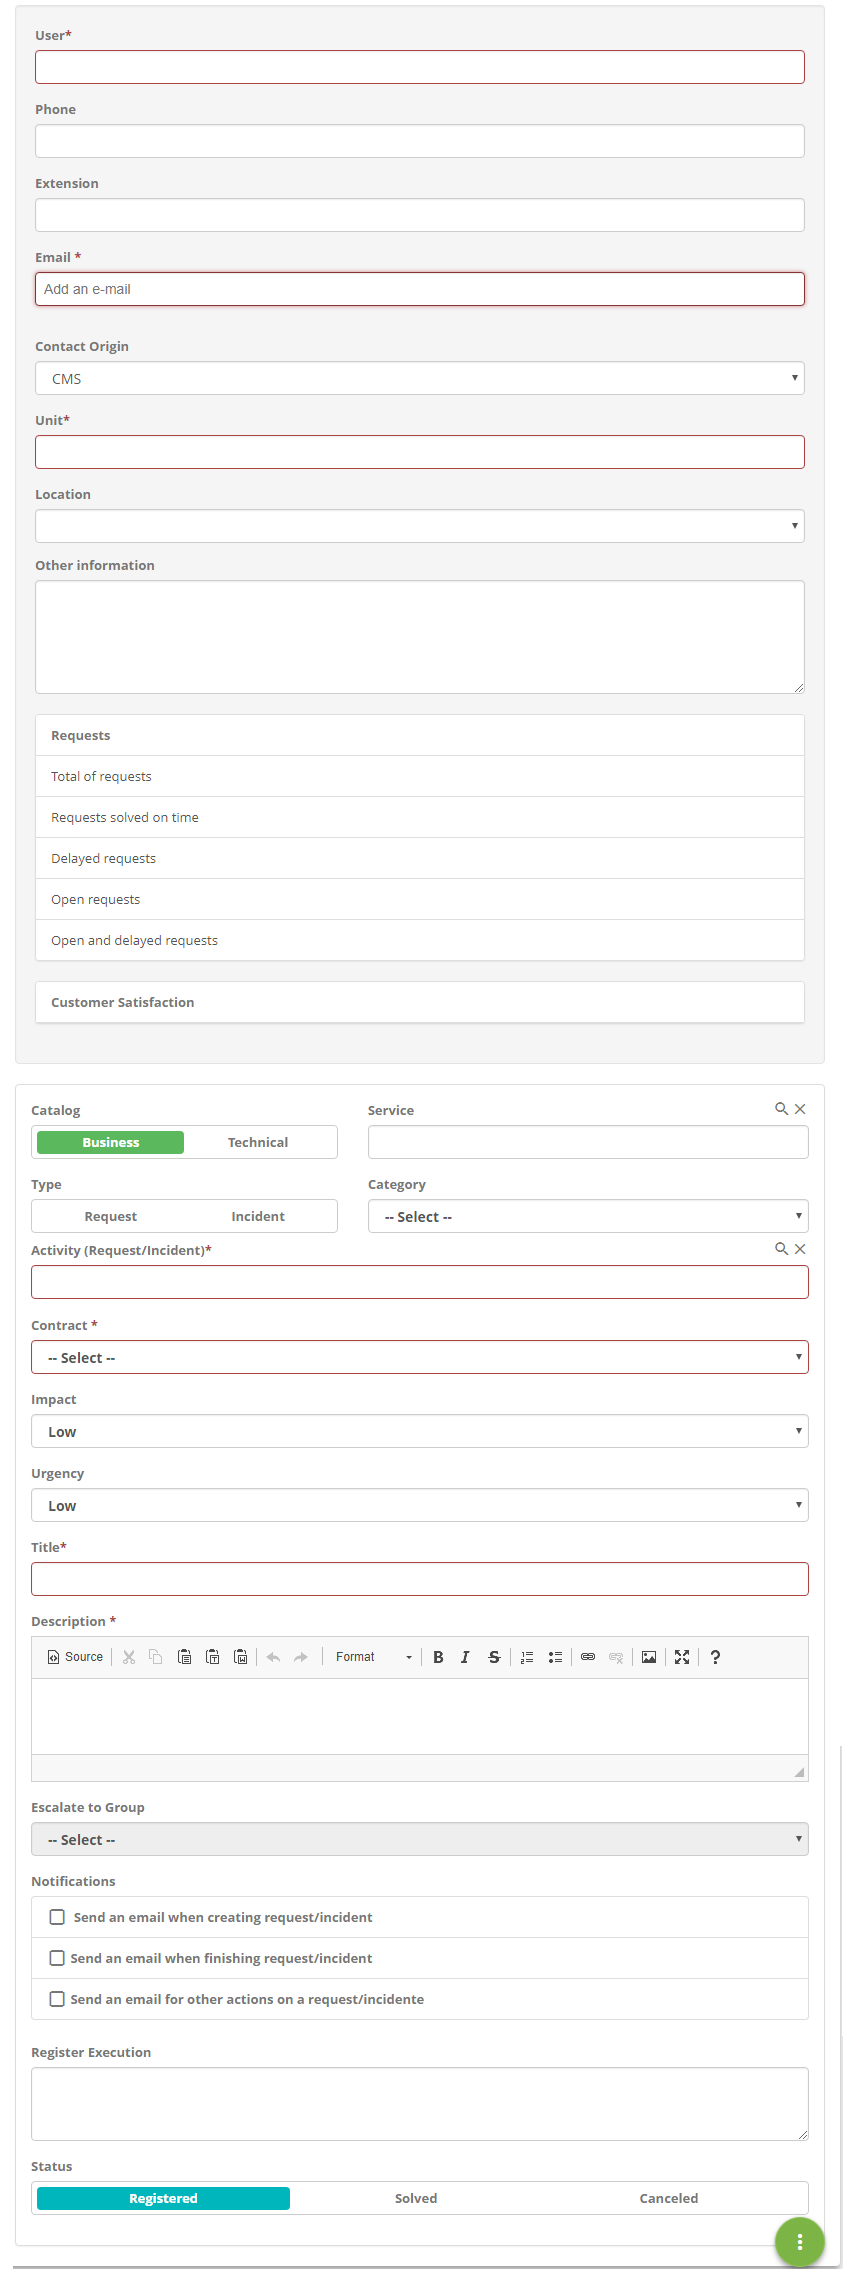 User*
Phone
Extension
Email *
Add an e-mail
Contact Origin
CMS
Unit*
Location
Other information
Requests
Total of requests
Requests solved on time
Delayed requests
Open requests
Open and delayed requests
Customer Satisfaction
Catalog
Service
Business
Technical
Type
Category
Request
Incident
-- Select --
Activity (Request/Incident)*
Contract *
-- Select --
Impact
Low
Urgency
Low
Title*
Description *
Source Format B I S ?
Escalate to Group
-- Select --
Notifications
Send an email when creating request/incident
Send an email when finishing request/incident
Send an email for other actions on a request/incidente
Register Execution
Status
Registered
Solved
Canceled